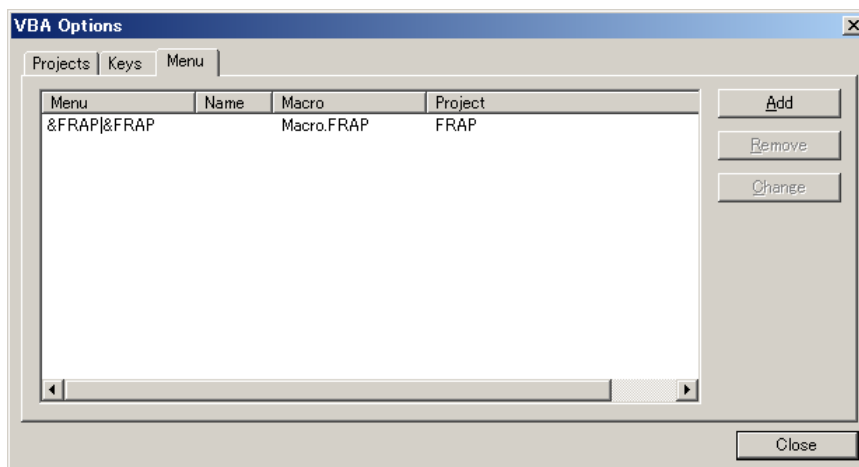 VBA Options
Projects Keys Menu
Menu Name Macro Project Add
&FRAP|&FRAP Macro.FRAP FRAP
Remove
Change
Close